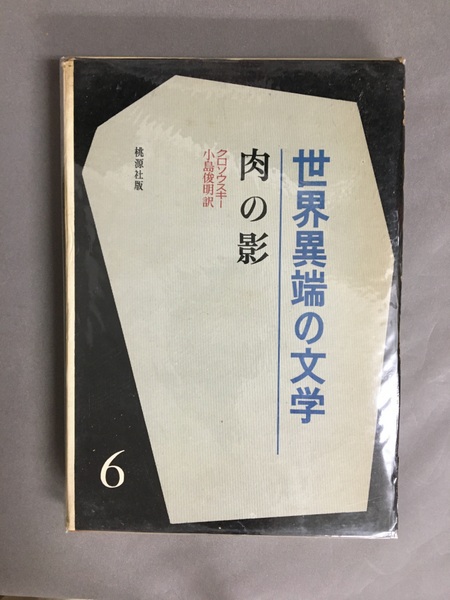 世界異端の文学
肉の影
クロソウスキー
小島俊明訳
桃源社版
6